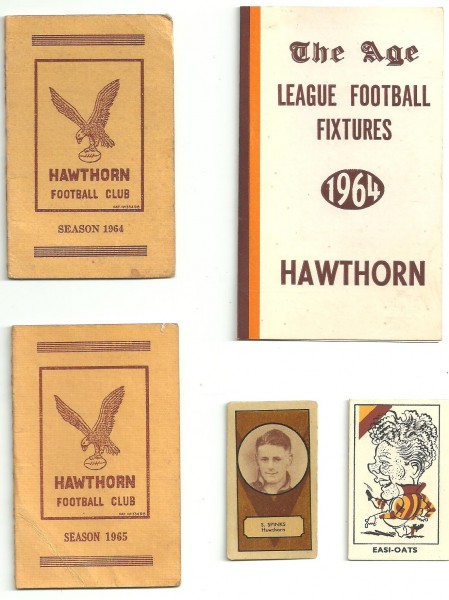 HAWTHORN
FOOTBALL CLUB
SEASON 1964
The Age
LEAGUE FOOTBALL
FIXTURES
1964
HAWTHORN
HAWTHORN
FOOTBALL CLUB
SEASON 1965
S. SPINKS
Hawthorn
EASI-OATS